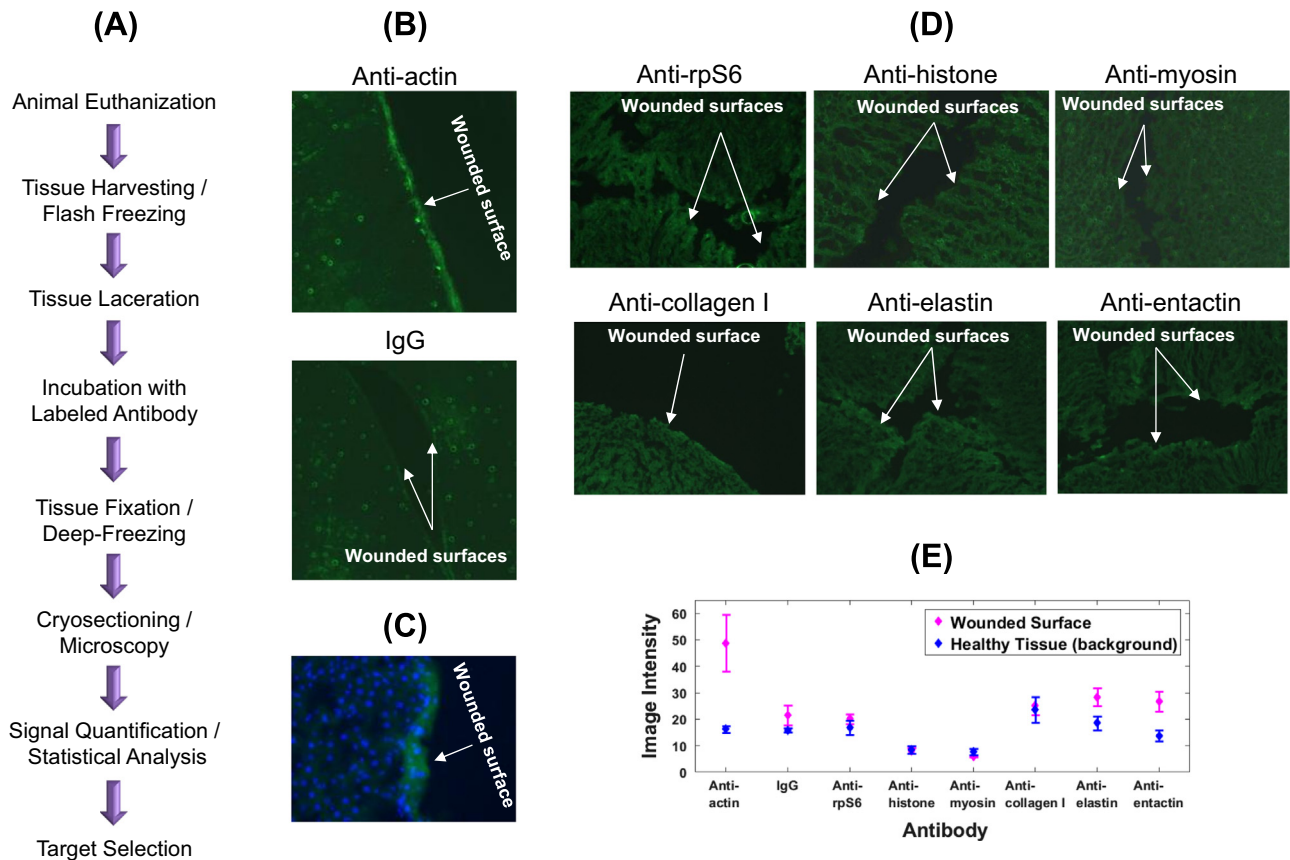 (A)
Animal Euthanization
Tissue Harvesting /
Flash Freezing
Tissue Laceration
Incubation with
Labeled Antibody
Tissue Fixation /
Deep-Freezing
Cryosectioning /
Microscopy
Signal Quantification /
Statistical Analysis
Target Selection
(B)
Anti-actin
Wounded surface
IgG
Wounded surfaces
(C)
Wounded surface
(D)
Anti-rpS6
Wounded surfaces
Anti-histone
Wounded surfaces
Anti-myosin
Wounded surfaces
Anti-collagen I
Wounded surface
Anti-elastin
Wounded surfaces
Anti-entactin
Wounded surfaces
(E)
Image Intensity
60
50
40
30
20
10
0
Wounded Surface
Healthy Tissue (background)
Anti-
actin
IgG
Anti-
rpS6
Anti-
histone
Anti-
myosin
Anti-
collagen I
Anti-
elastin
Anti-
entactin
Antibody